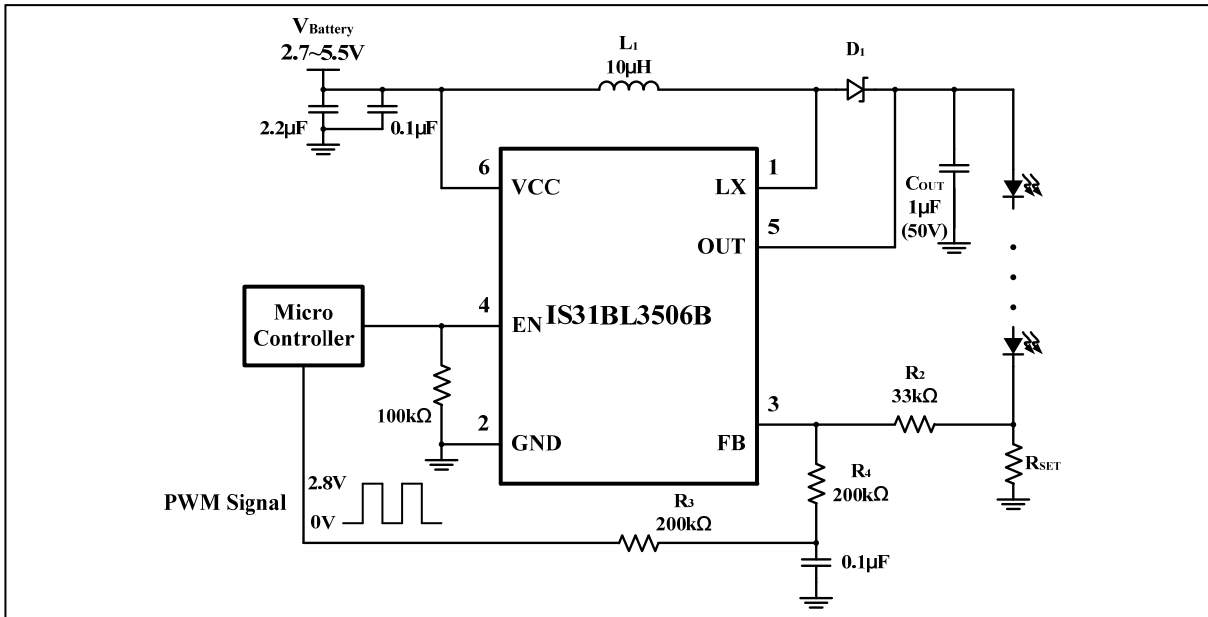 VBattery
2.7~5.5V
L1
10µH
D1
2.2µF
0.1µF
6
VCC
1
LX
COUT
1µF
(50V)
5
OUT
Micro
Controller
4
EN
IS31BL3506B
100kΩ
2
GND
3
FB
R2
33kΩ
RSET
R4
200kΩ
PWM Signal
2.8V
0V
R3
200kΩ
0.1µF